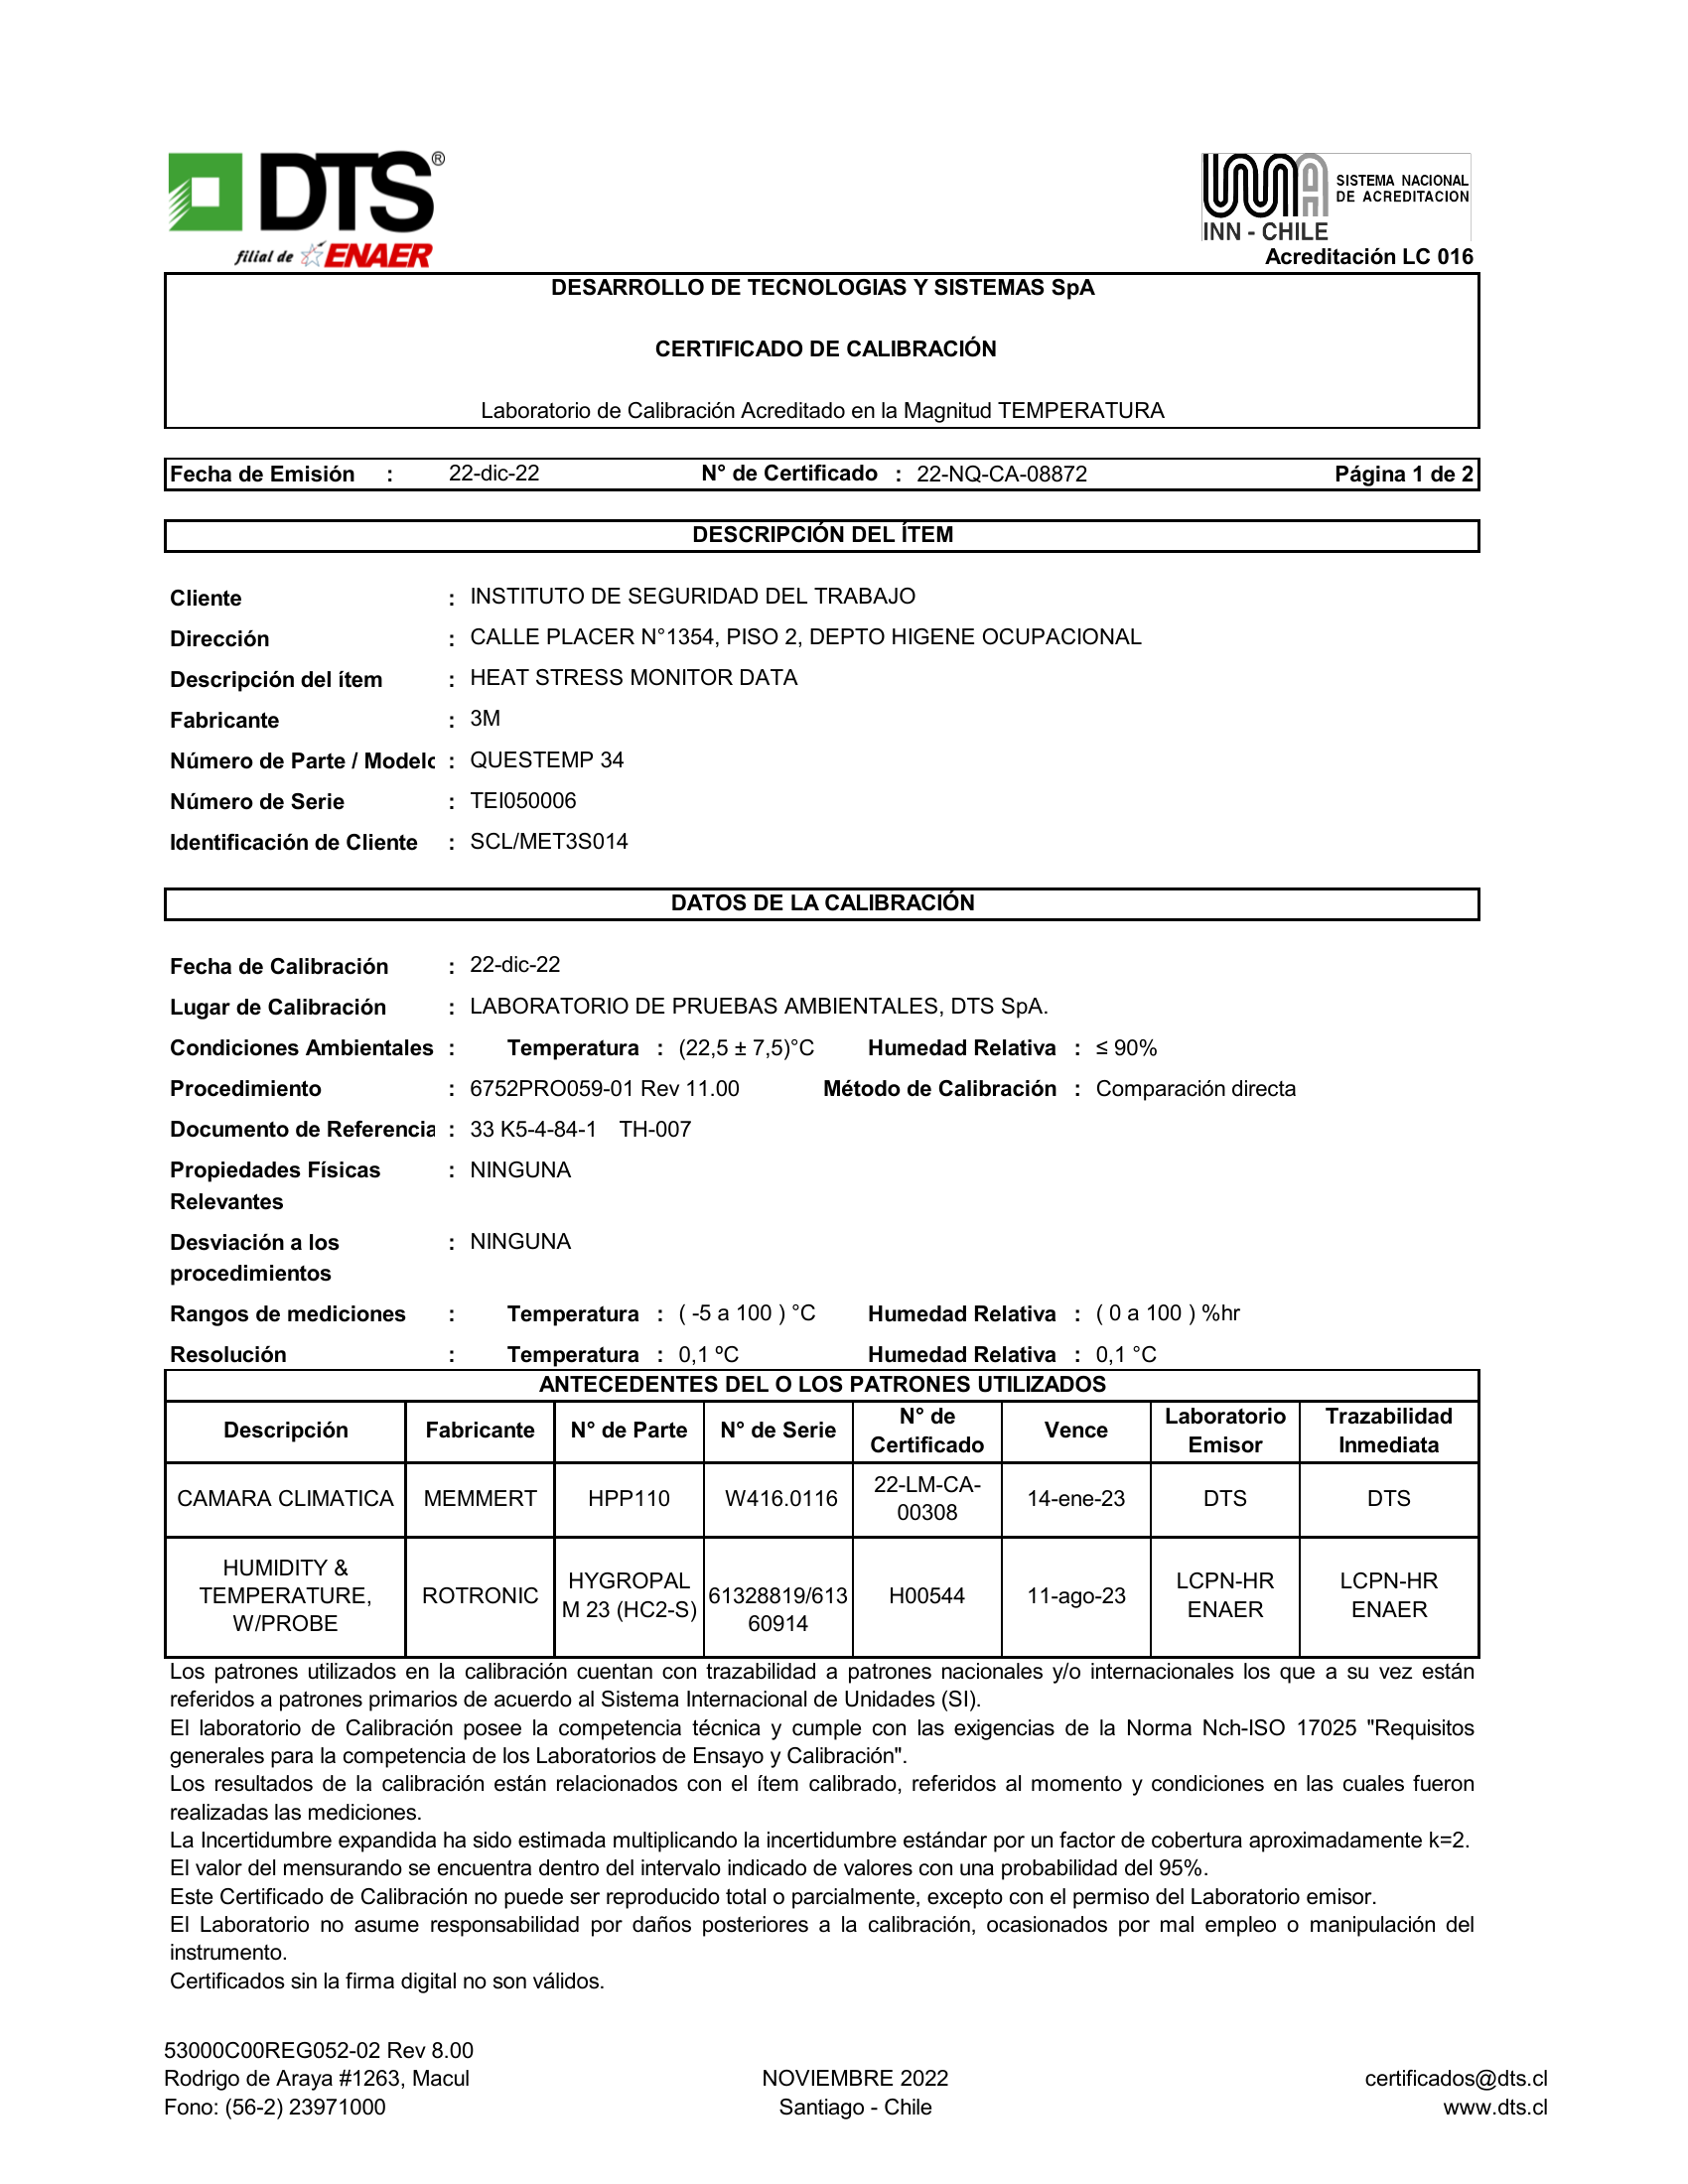 DTS®
filial de ENAER
SISTEMA NACIONAL
DE ACREDITACION
INN - CHILE
Acreditación LC 016
DESARROLLO DE TECNOLOGIAS Y SISTEMAS SpA
CERTIFICADO DE CALIBRACIÓN
Laboratorio de Calibración Acreditado en la Magnitud TEMPERATURA
Fecha de Emisión : 22-dic-22 N° de Certificado : 22-NQ-CA-08872 Página 1 de 2
DESCRIPCIÓN DEL ÍTEM
Cliente : INSTITUTO DE SEGURIDAD DEL TRABAJO
Dirección : CALLE PLACER N°1354, PISO 2, DEPTO HIGENE OCUPACIONAL
Descripción del ítem : HEAT STRESS MONITOR DATA
Fabricante : 3M
Número de Parte / Modelo : QUESTEMP 34
Número de Serie : TEI050006
Identificación de Cliente : SCL/MET3S014
DATOS DE LA CALIBRACIÓN
Fecha de Calibración : 22-dic-22
Lugar de Calibración : LABORATORIO DE PRUEBAS AMBIENTALES, DTS SpA.
Condiciones Ambientales : Temperatura : (22,5 ± 7,5)°C Humedad Relativa : ≤ 90%
Procedimiento : 6752PRO059-01 Rev 11.00 Método de Calibración : Comparación directa
Documento de Referencia : 33 K5-4-84-1 TH-007
Propiedades Físicas : NINGUNA
Relevantes
Desviación a los : NINGUNA
procedimientos
Rangos de mediciones : Temperatura : ( -5 a 100 ) °C Humedad Relativa : ( 0 a 100 ) %hr
Resolución : Temperatura : 0,1 ºC Humedad Relativa : 0,1 °C
ANTECEDENTES DEL O LOS PATRONES UTILIZADOS
Descripción Fabricante N° de Parte N° de Serie N° de Certificado Vence Laboratorio Emisor Trazabilidad Inmediata
CAMARA CLIMATICA MEMMERT HPP110 W416.0116 22-LM-CA-00308 14-ene-23 DTS DTS
HUMIDITY & TEMPERATURE, W/PROBE ROTRONIC HYGROPALM 23 (HC2-S) 61328819/61360914 H00544 11-ago-23 LCPN-HR ENAER LCPN-HR ENAER
Los patrones utilizados en la calibración cuentan con trazabilidad a patrones nacionales y/o internacionales los que a su vez están
referidos a patrones primarios de acuerdo al Sistema Internacional de Unidades (SI).
El laboratorio de Calibración posee la competencia técnica y cumple con las exigencias de la Norma Nch-ISO 17025 "Requisitos
generales para la competencia de los Laboratorios de Ensayo y Calibración".
Los resultados de la calibración están relacionados con el ítem calibrado, referidos al momento y condiciones en las cuales fueron
realizadas las mediciones.
La Incertidumbre expandida ha sido estimada multiplicando la incertidumbre estándar por un factor de cobertura aproximadamente k=2.
El valor del mensurando se encuentra dentro del intervalo indicado de valores con una probabilidad del 95%.
Este Certificado de Calibración no puede ser reproducido total o parcialmente, excepto con el permiso del Laboratorio emisor.
El Laboratorio no asume responsabilidad por daños posteriores a la calibración, ocasionados por mal empleo o manipulación del
instrumento.
Certificados sin la firma digital no son válidos.
53000C00REG052-02 Rev 8.00
Rodrigo de Araya #1263, Macul NOVIEMBRE 2022 certificados@dts.cl
Fono: (56-2) 23971000 Santiago - Chile www.dts.cl